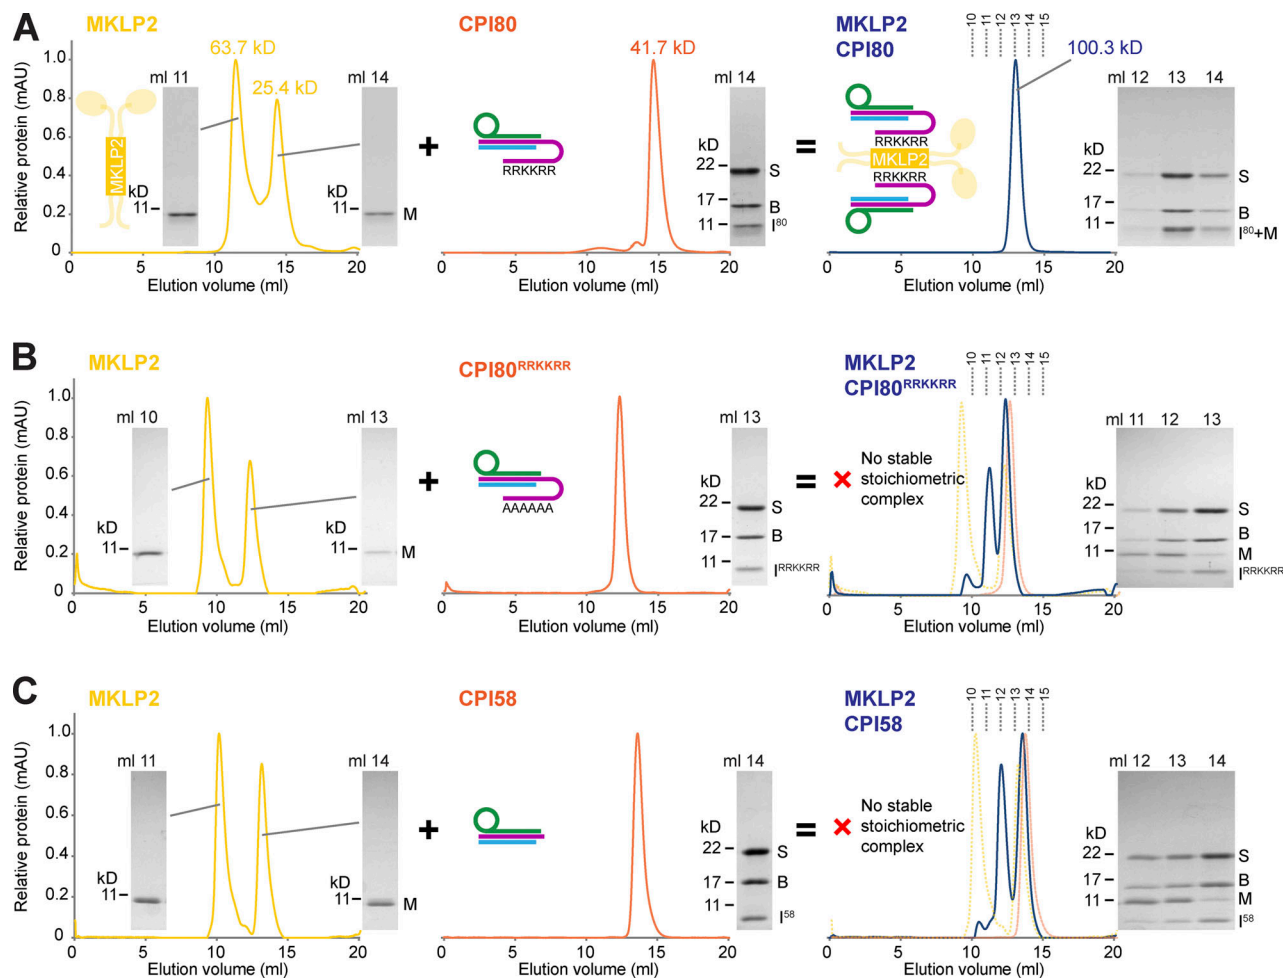 A
MKLP2
63.7 kD
25.4 kD
ml 11
ml 14
MKLP2
kD
11
kD
11
M
Relative protein (mAU)
1.0
0.8
0.6
0.4
0.2
0
0 5 10 15 20
Elution volume (ml)
+
CPI80
41.7 kD
RRKKRR
ml 14
kD
22
17
11
S
B
I80
0 5 10 15 20
Elution volume (ml)
=
MKLP2
CPI80
10 11 12 13 14 15
100.3 kD
RRKKRR
MKLP2
RRKKRR
ml 12 13 14
kD
22
17
11
S
B
I80+M
0 5 10 15 20
Elution volume (ml)
B
MKLP2
ml 10
ml 13
kD
11
kD
11
M
Relative protein (mAU)
1.0
0.8
0.6
0.4
0.2
0
0 5 10 15 20
Elution volume (ml)
+
CPI80RRKKRR
AAAAAA
ml 13
kD
22
17
11
S
B
IRRKKRR
0 5 10 15 20
Elution volume (ml)
=
MKLP2
CPI80RRKKRR
10 11 12 13 14 15
No stable
stoichiometric
complex
ml 11 12 13
kD
22
17
11
S
B
M
IRRKKRR
0 5 10 15 20
Elution volume (ml)
C
MKLP2
ml 11
ml 14
kD
11
kD
11
M
Relative protein (mAU)
1.0
0.8
0.6
0.4
0.2
0
0 5 10 15 20
Elution volume (ml)
+
CPI58
ml 14
kD
22
17
11
S
B
I58
0 5 10 15 20
Elution volume (ml)
=
MKLP2
CPI58
10 11 12 13 14 15
No stable
stoichiometric
complex
ml 12 13 14
kD
22
17
11
S
B
M
I58
0 5 10 15 20
Elution volume (ml)